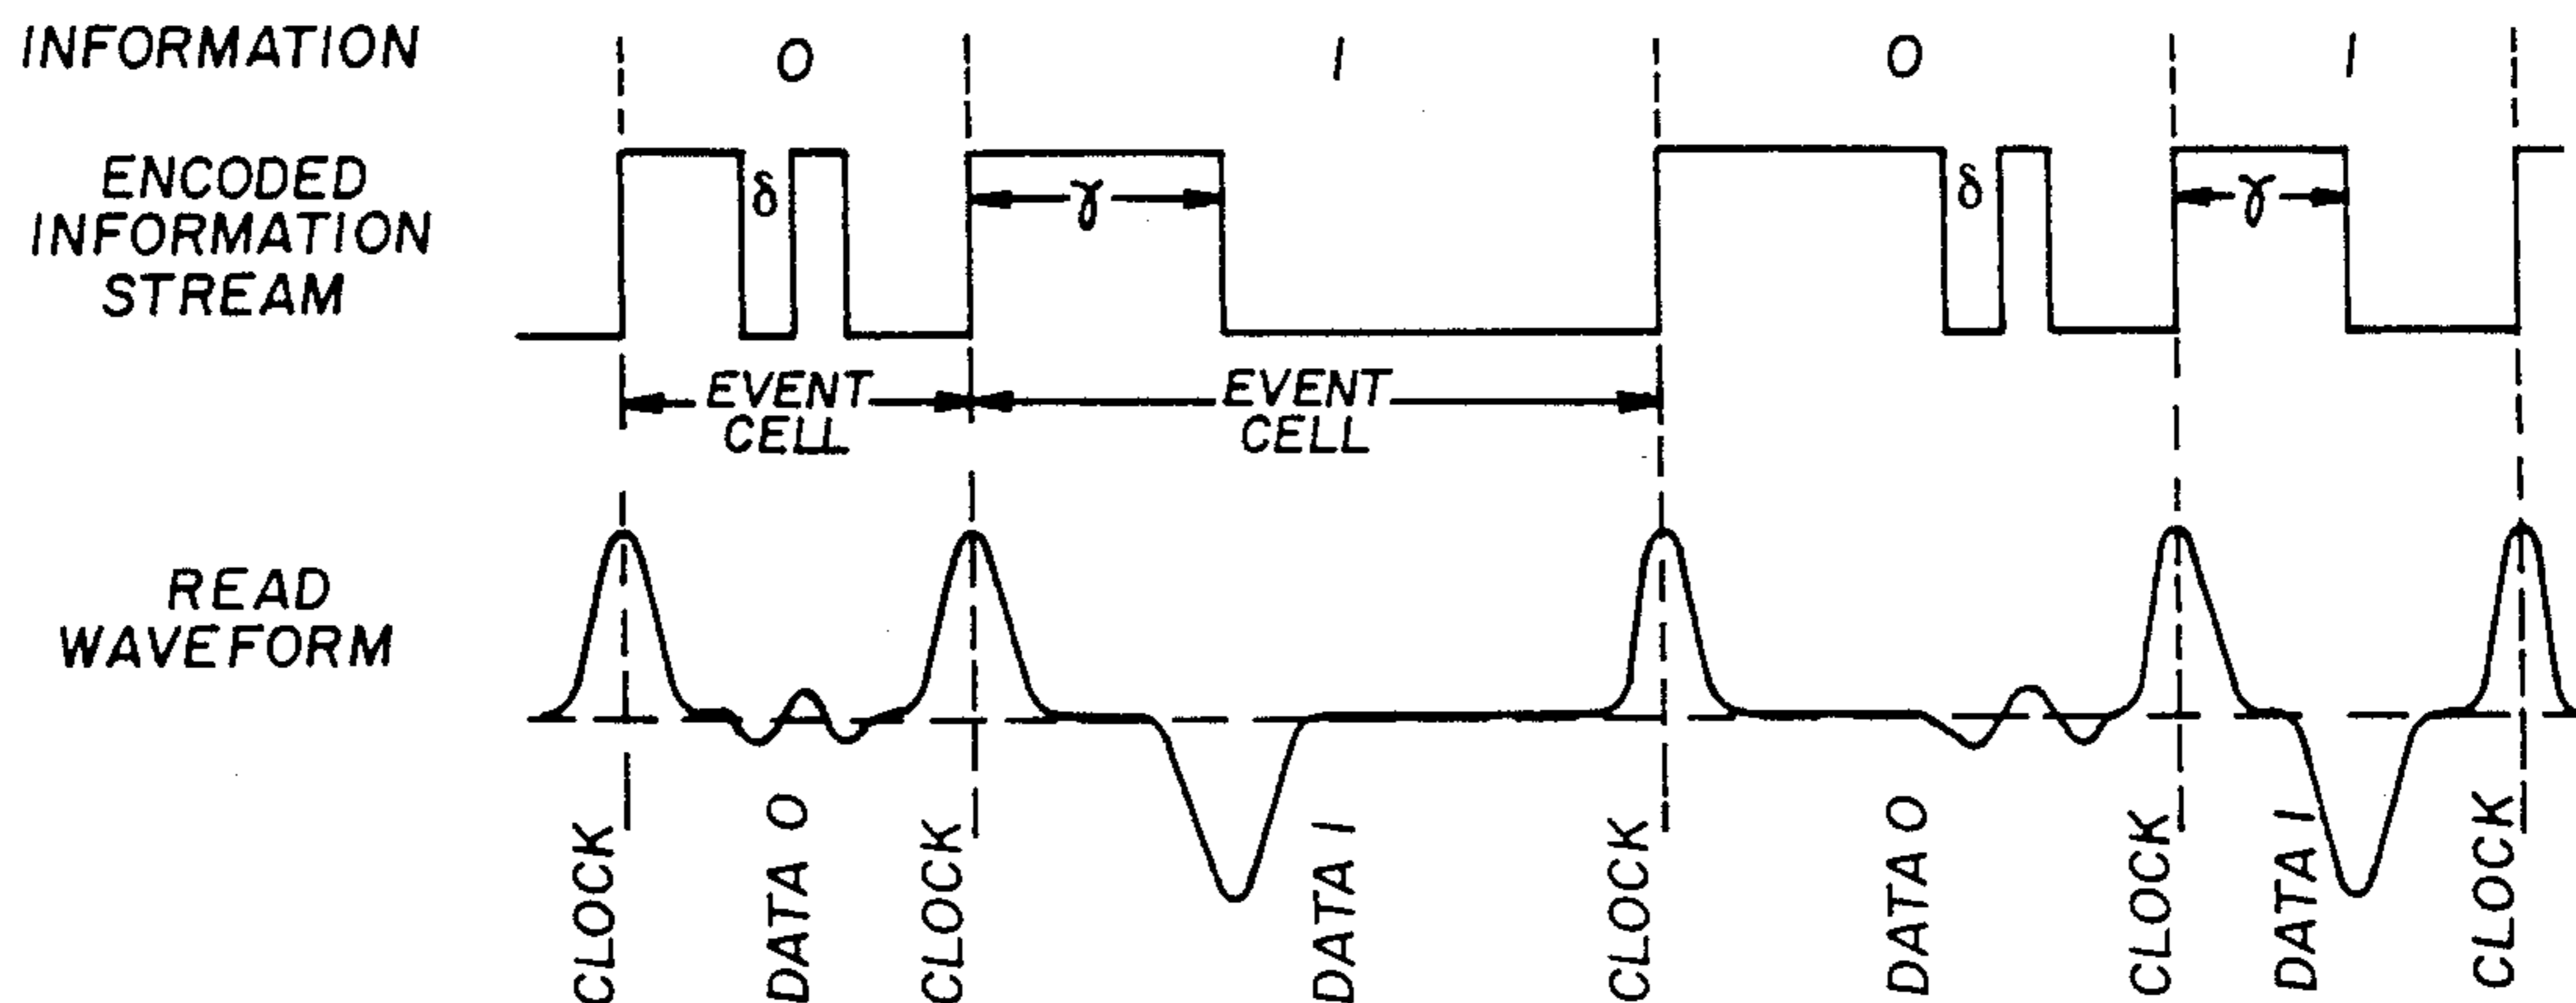 INFORMATION 0 1 0 1
ENCODED
INFORMATION
STREAM
δ γ δ γ
EVENT
CELL
EVENT
CELL
READ
WAVEFORM
CLOCK
DATA 0
CLOCK
DATA 1
CLOCK
DATA 0
CLOCK
DATA 1
CLOCK